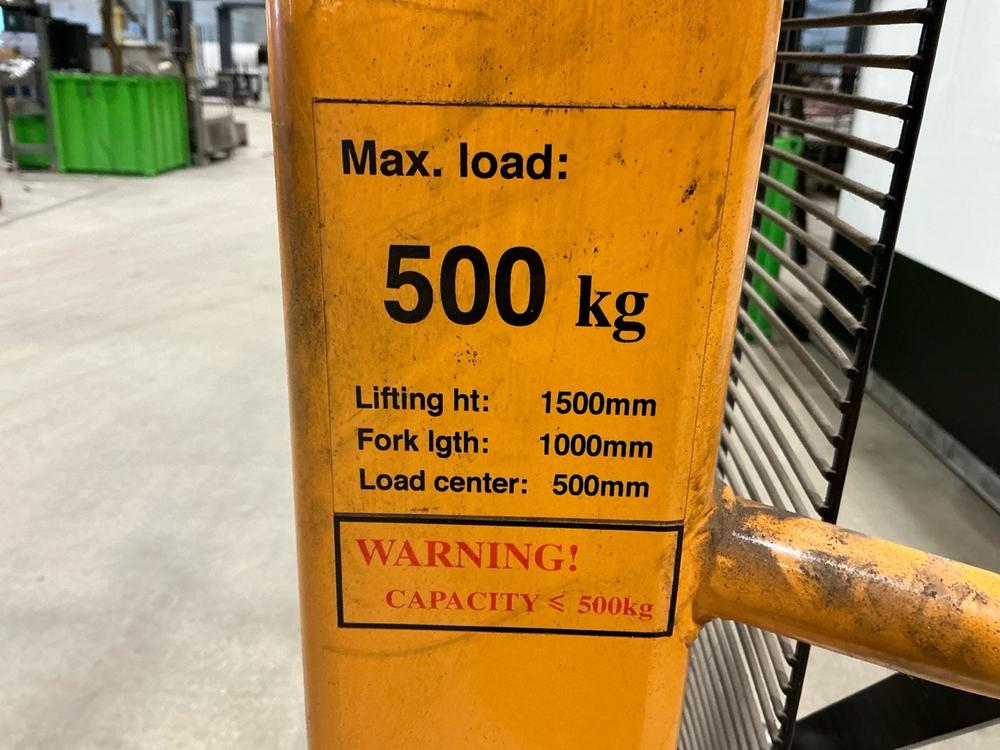 Max. load:
500 kg
Lifting ht: 1500mm
Fork lgth: 1000mm
Load center: 500mm
WARNING!
CAPACITY ⩽ 500kg